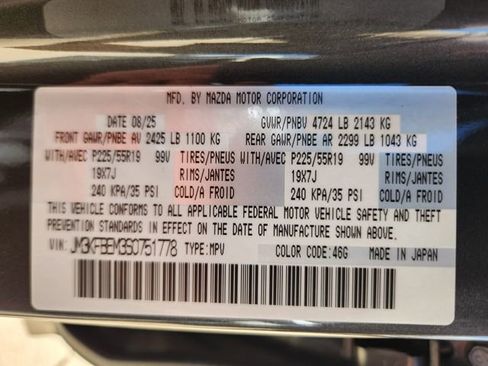 MFD. BY MAZDA MOTOR CORPORATION
DATE 08/25 GVWR/PNBV 4724 LB 2143 KG
FRONT GAWR/PNBE AV 2425 LB 1100 KG REAR GAWR/PNBE AR 2299 LB 1043 KG
WITH/AVEC P225/55R19 99V TIRES/PNEUS WITH/AVEC P225/55R19 99V TIRES/PNEUS
19X7J RIMS/JANTES 19X7J RIMS/JANTES
240 KPA/35 PSI COLD/A FROID 240 KPA/35 PSI COLD/A FROID
THIS VEHICLE CONFORMS TO ALL APPLICABLE FEDERAL MOTOR VEHICLE SAFETY AND THEFT
PREVENTION STANDARDS IN EFFECT ON THE DATE OF MANUFACTURE SHOWN ABOVE.
VIN: JM3KFBEM3S0751778 TYPE: MPV COLOR CODE: 46G MADE IN JAPAN